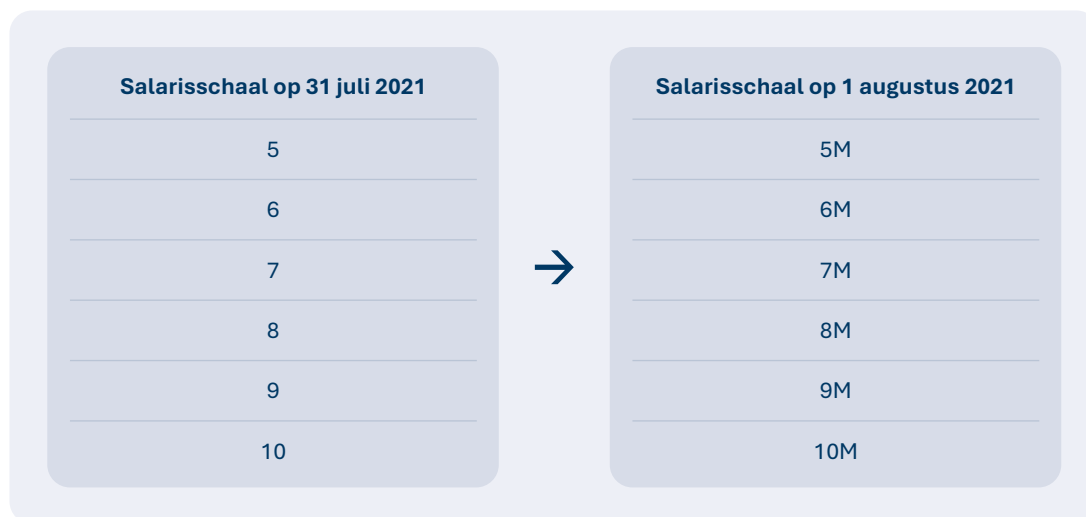 Salarisschaal op 31 juli 2021
5
6
7
8
9
10
→
Salarisschaal op 1 augustus 2021
5M
6M
7M
8M
9M
10M